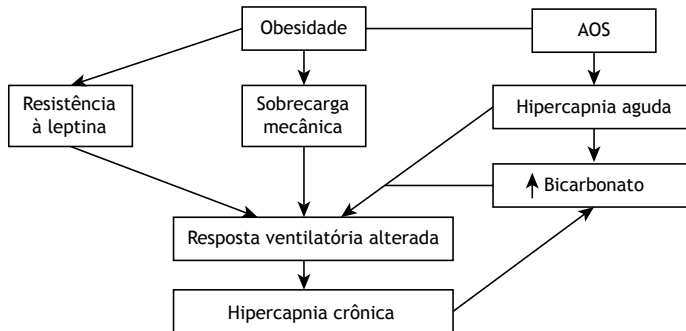 Obesidade
AOS
Resistência
à leptina
Sobrecarga
mecânica
Hipercapnia aguda
Bicarbonato
Resposta ventilatória alterada
Hipercapnia crônica